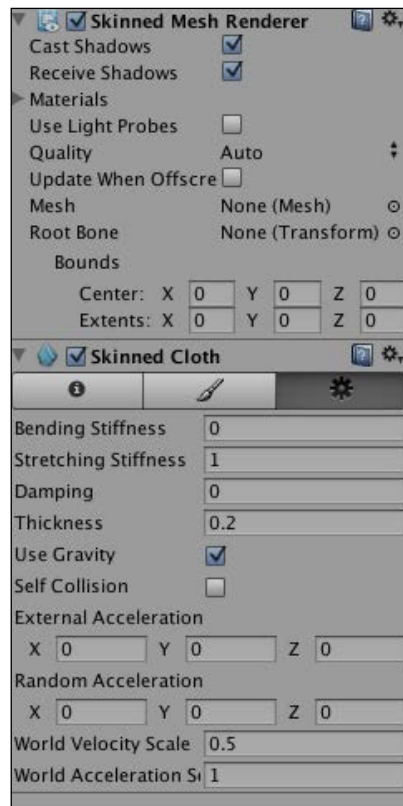 Skinned Mesh Renderer
Cast Shadows
Receive Shadows
Materials
Use Light Probes
Quality Auto
Update When Offscre
Mesh None (Mesh)
Root Bone None (Transform)
Bounds
Center: X 0 Y 0 Z 0
Extents: X 0 Y 0 Z 0
Skinned Cloth
Bending Stiffness 0
Stretching Stiffness 1
Damping 0
Thickness 0.2
Use Gravity
Self Collision
External Acceleration
X 0 Y 0 Z 0
Random Acceleration
X 0 Y 0 Z 0
World Velocity Scale 0.5
World Acceleration S 1